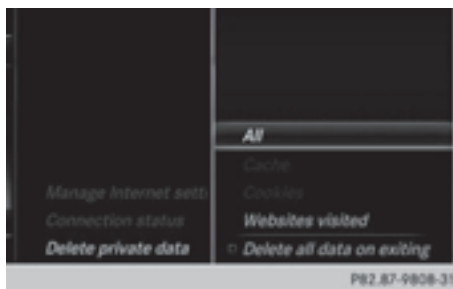 All
Cache
Cookies
Manage Internet setti
Connection status
Websites visited
Delete private data
Delete all data on exiting
P82.87-9808-31